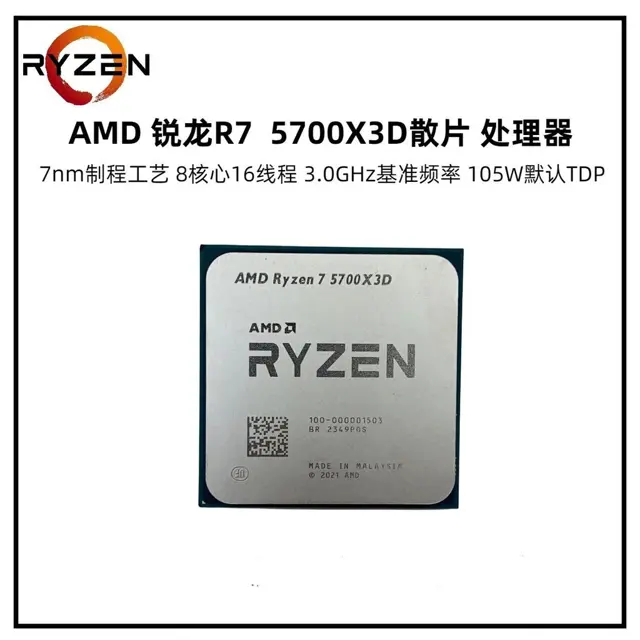 RYZEN
AMD 锐龙R7 5700X3D散片 处理器
7nm制程工艺 8核心16线程 3.0GHz基准频率 105W默认TDP
AMD Ryzen 7 5700X3D
AMD
RYZEN
100-000001503
BR 2349PGS
MADE IN MALAYSIA
© 2021 AMD